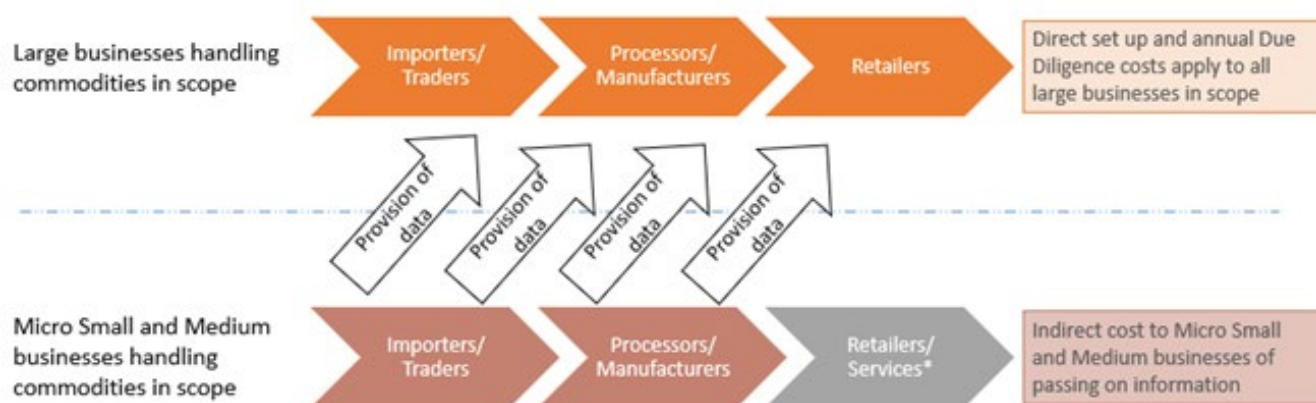 Large businesses handling
commodities in scope
Importers/
Traders
Processors/
Manufacturers
Retailers
Direct set up and annual Due
Diligence costs apply to all
large businesses in scope
Provision of
data
Provision of
data
Provision of
data
Provision of
data
Micro Small and Medium
businesses handling
commodities in scope
Importers/
Traders
Processors/
Manufacturers
Retailers/
Services*
Indirect cost to Micro Small
and Medium businesses of
passing on information